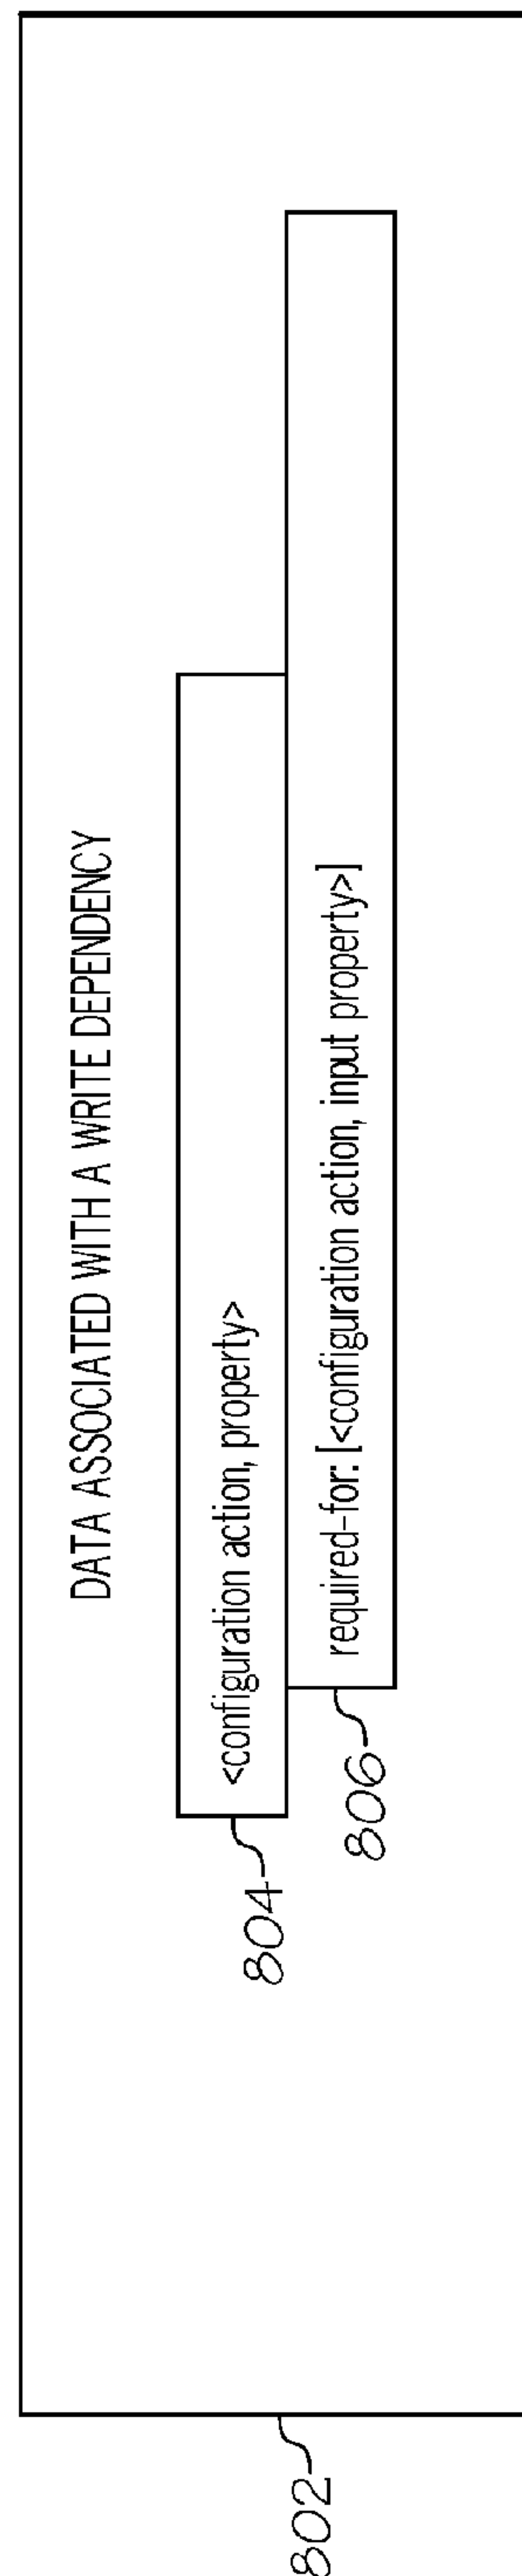 DATA ASSOCIATED WITH A WRITE DEPENDENCY
<configuration action, property>
804
required-for: [<configuration action, input property>]
806
802